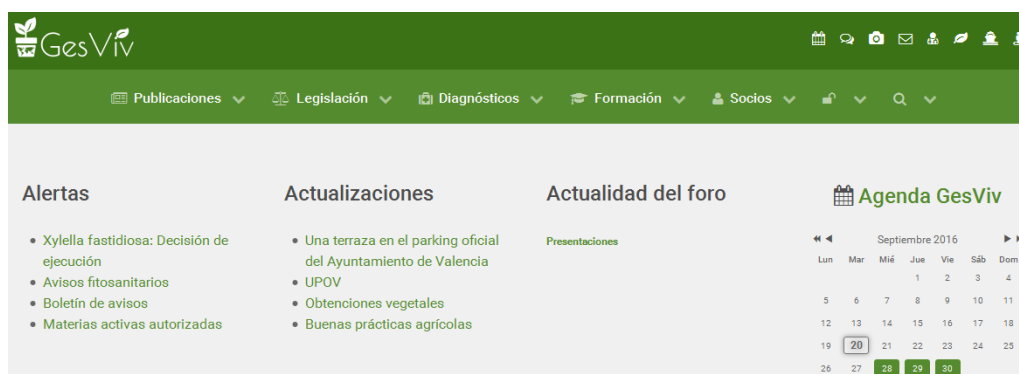 GesViv
Publicaciones
Legislación
Diagnósticos
Formación
Socios
Alertas
Xylella fastidiosa: Decisión de
ejecución
Avisos fitosanitarios
Boletín de avisos
Materias activas autorizadas
Actualizaciones
Una terraza en el parking oficial
del Ayuntamiento de Valencia
UPOV
Obtenciones vegetales
Buenas prácticas agrícolas
Actualidad del foro
Presentaciones
Agenda GesViv
Septiembre 2016
Lun Mar Mié Jue Vie Sáb Dom
1 2 3 4
5 6 7 8 9 10 11
12 13 14 15 16 17 18
19 20 21 22 23 24 25
26 27 28 29 30